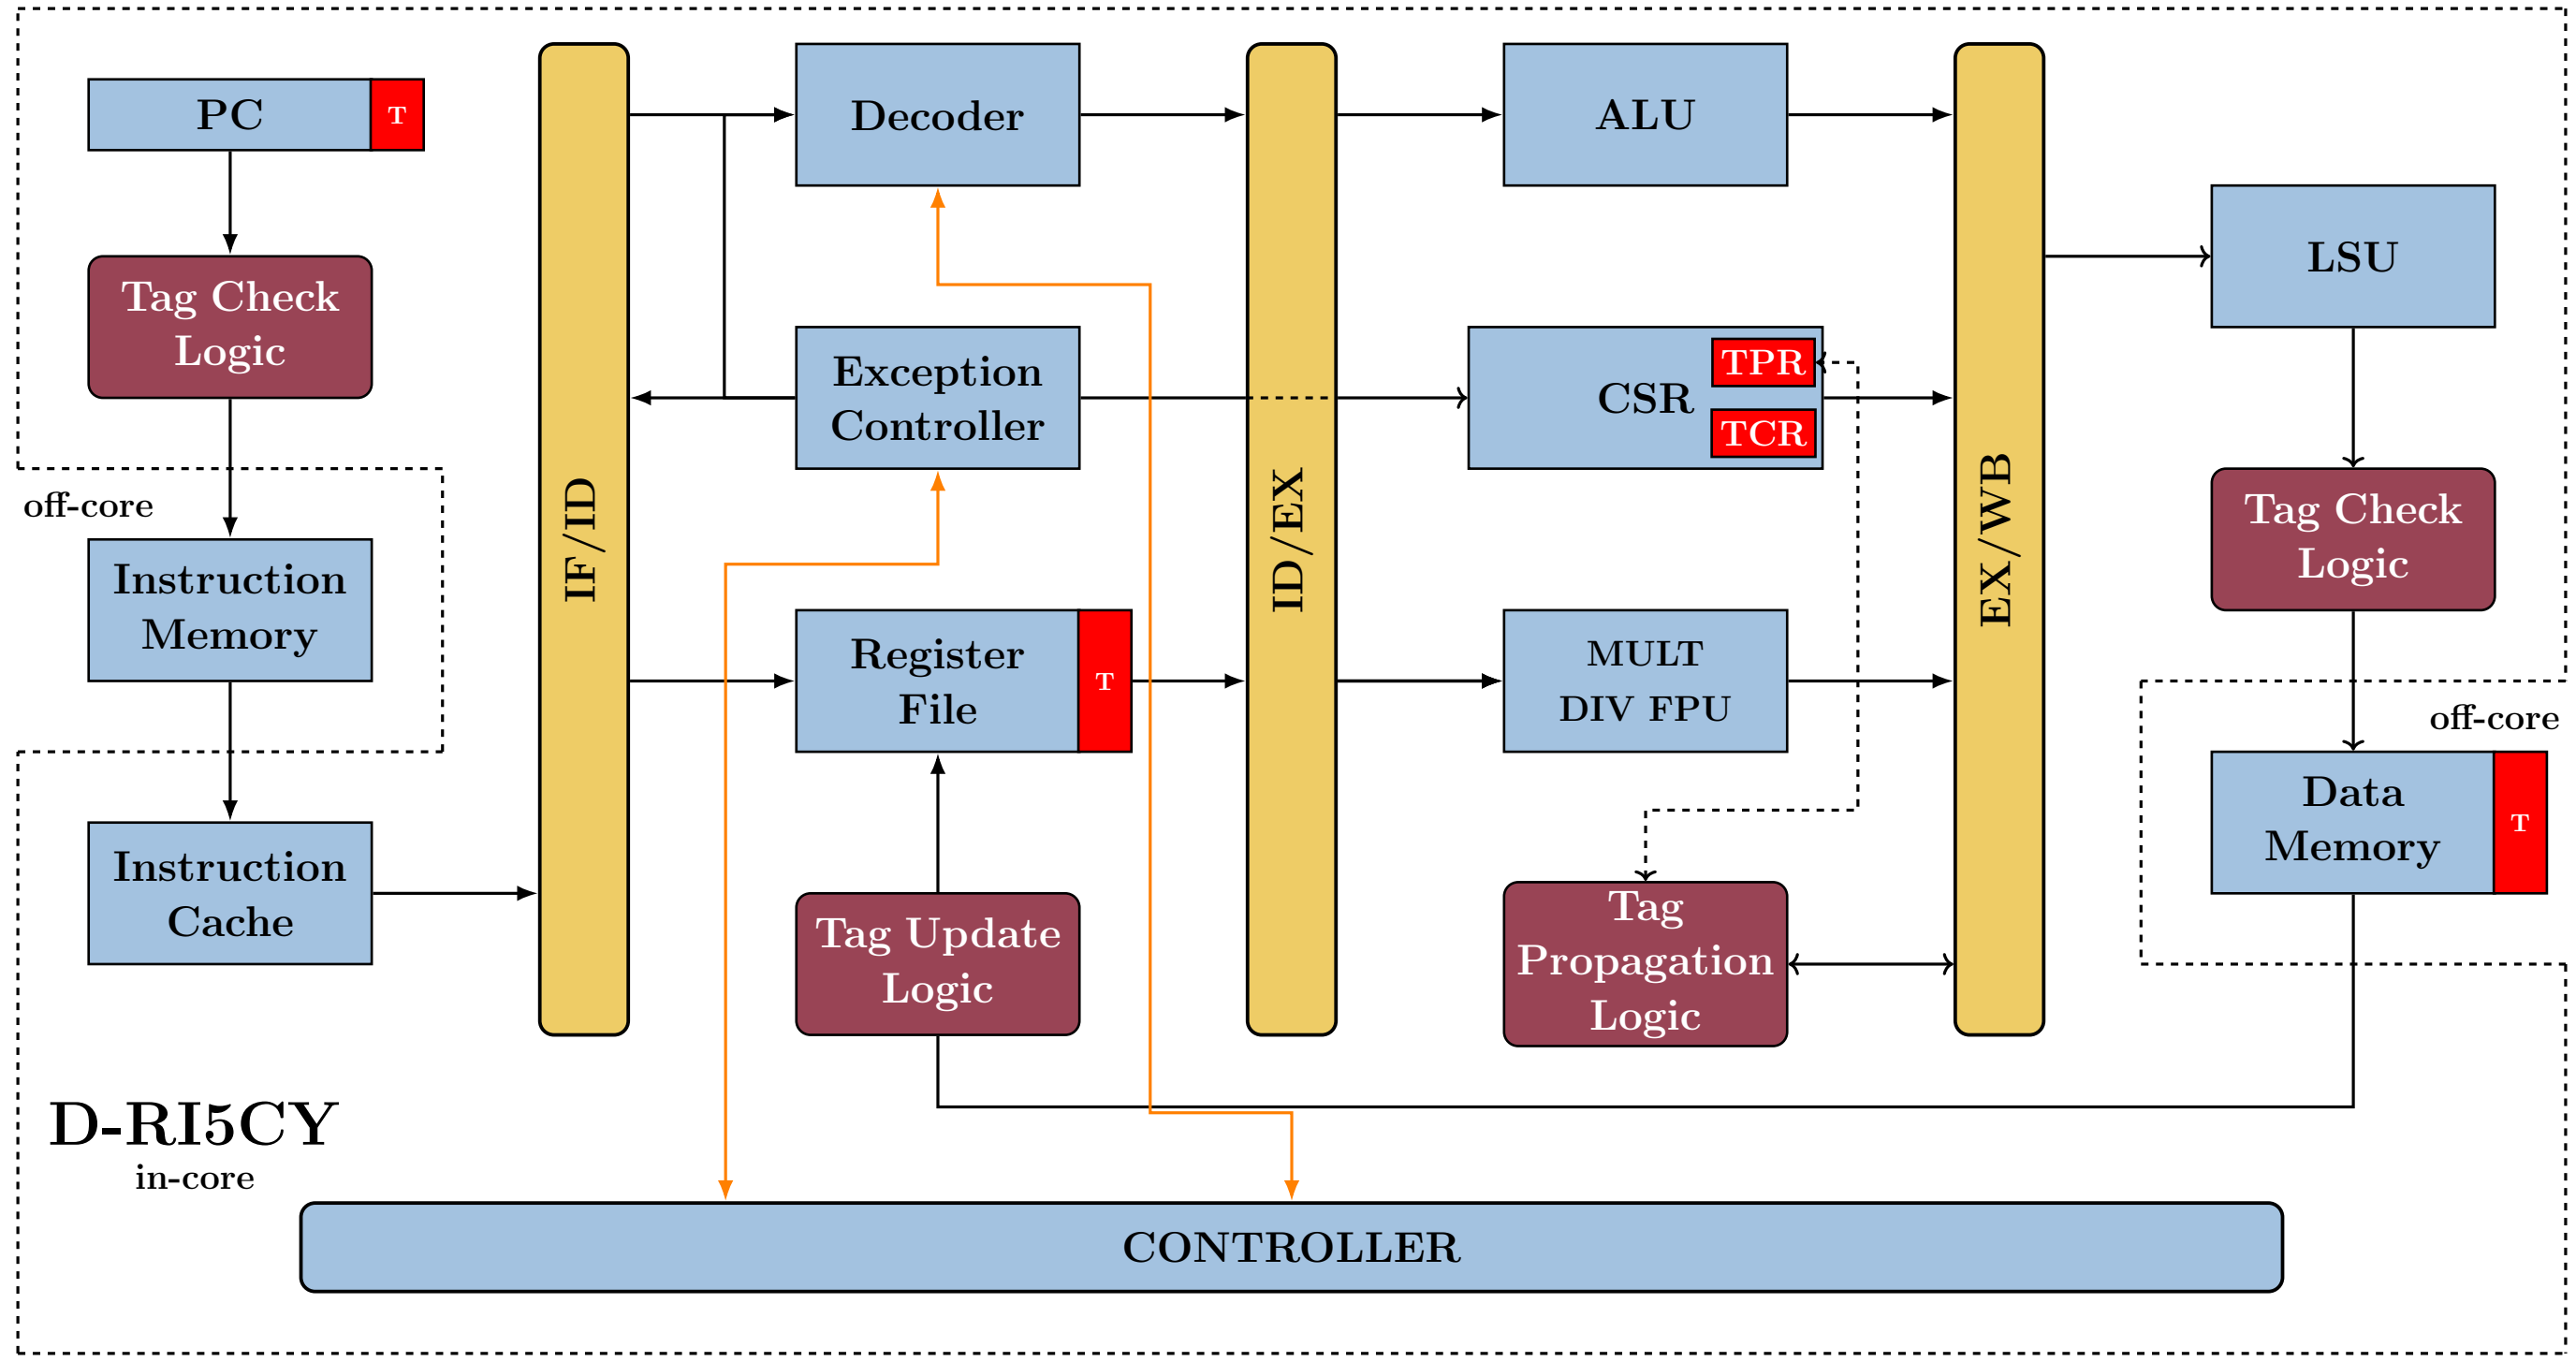 PC
T
Tag Check
Logic
off-core
Instruction
Memory
Instruction
Cache
D-RI5CY
in-core
IF/ID
Decoder
Exception
Controller
Register
File
T
Tag Update
Logic
ID/EX
ALU
CSR
TPR
TCR
MULT
DIV FPU
Tag
Propagation
Logic
EX/WB
LSU
Tag Check
Logic
off-core
Data
Memory
T
CONTROLLER